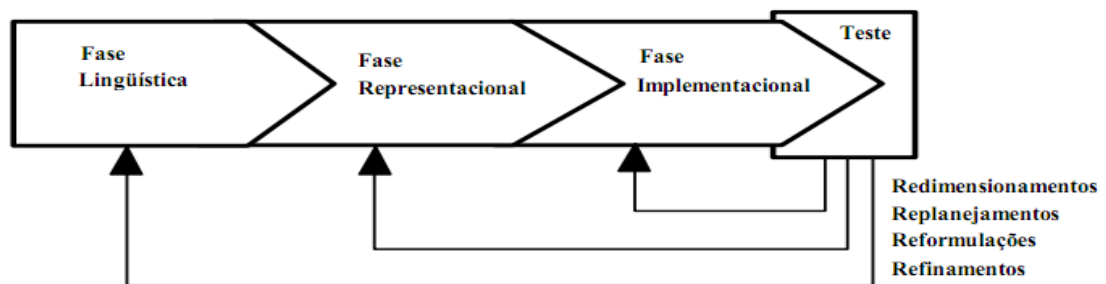 Fase
Lingüística
Fase
Representacional
Fase
Implementacional
Teste
Redimensionamentos
Replanejamentos
Reformulações
Refinamentos